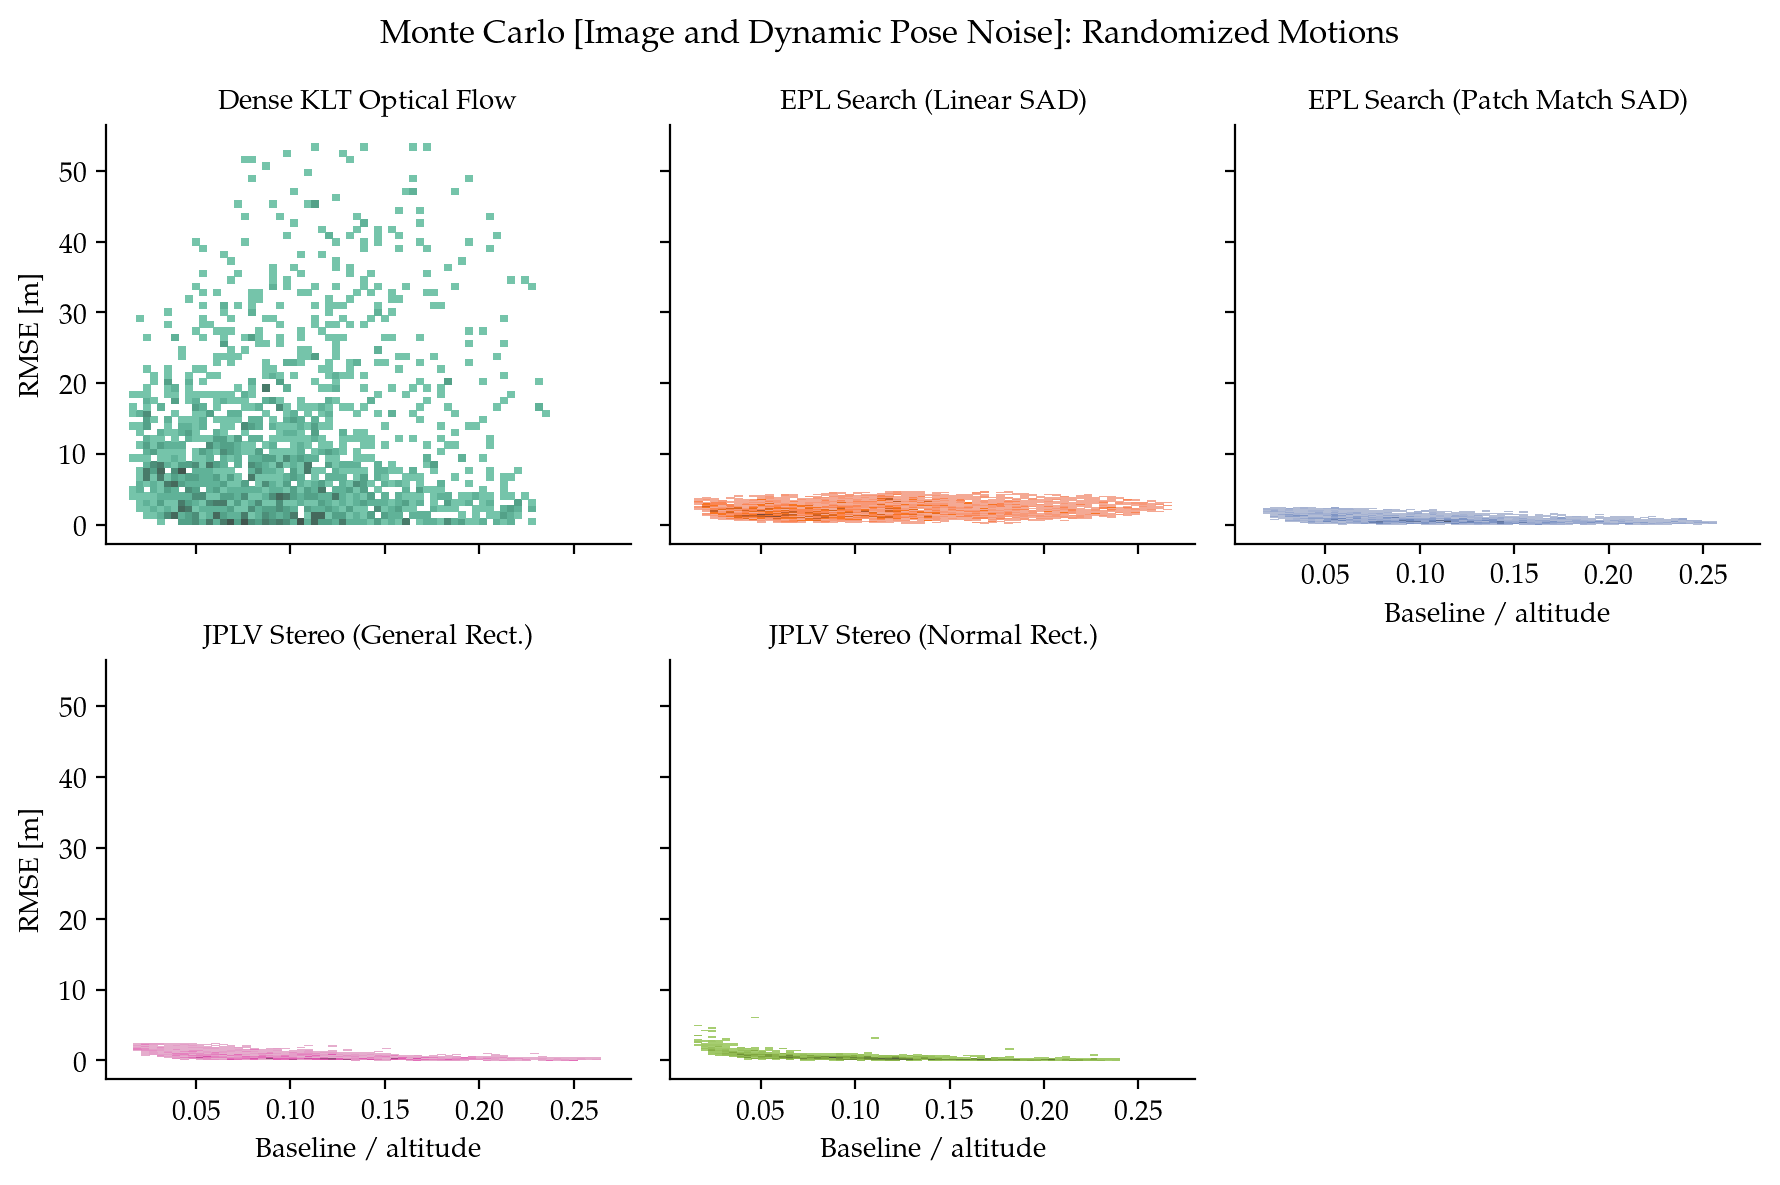 Monte Carlo [Image and Dynamic Pose Noise]: Randomized Motions
Dense KLT Optical Flow
EPL Search (Linear SAD)
EPL Search (Patch Match SAD)
RMSE [m]
50
40
30
20
10
0
0.05 0.10 0.15 0.20 0.25
Baseline / altitude
JPLV Stereo (General Rect.)
JPLV Stereo (Normal Rect.)
RMSE [m]
50
40
30
20
10
0
0.05 0.10 0.15 0.20 0.25
Baseline / altitude
0.05 0.10 0.15 0.20 0.25
Baseline / altitude